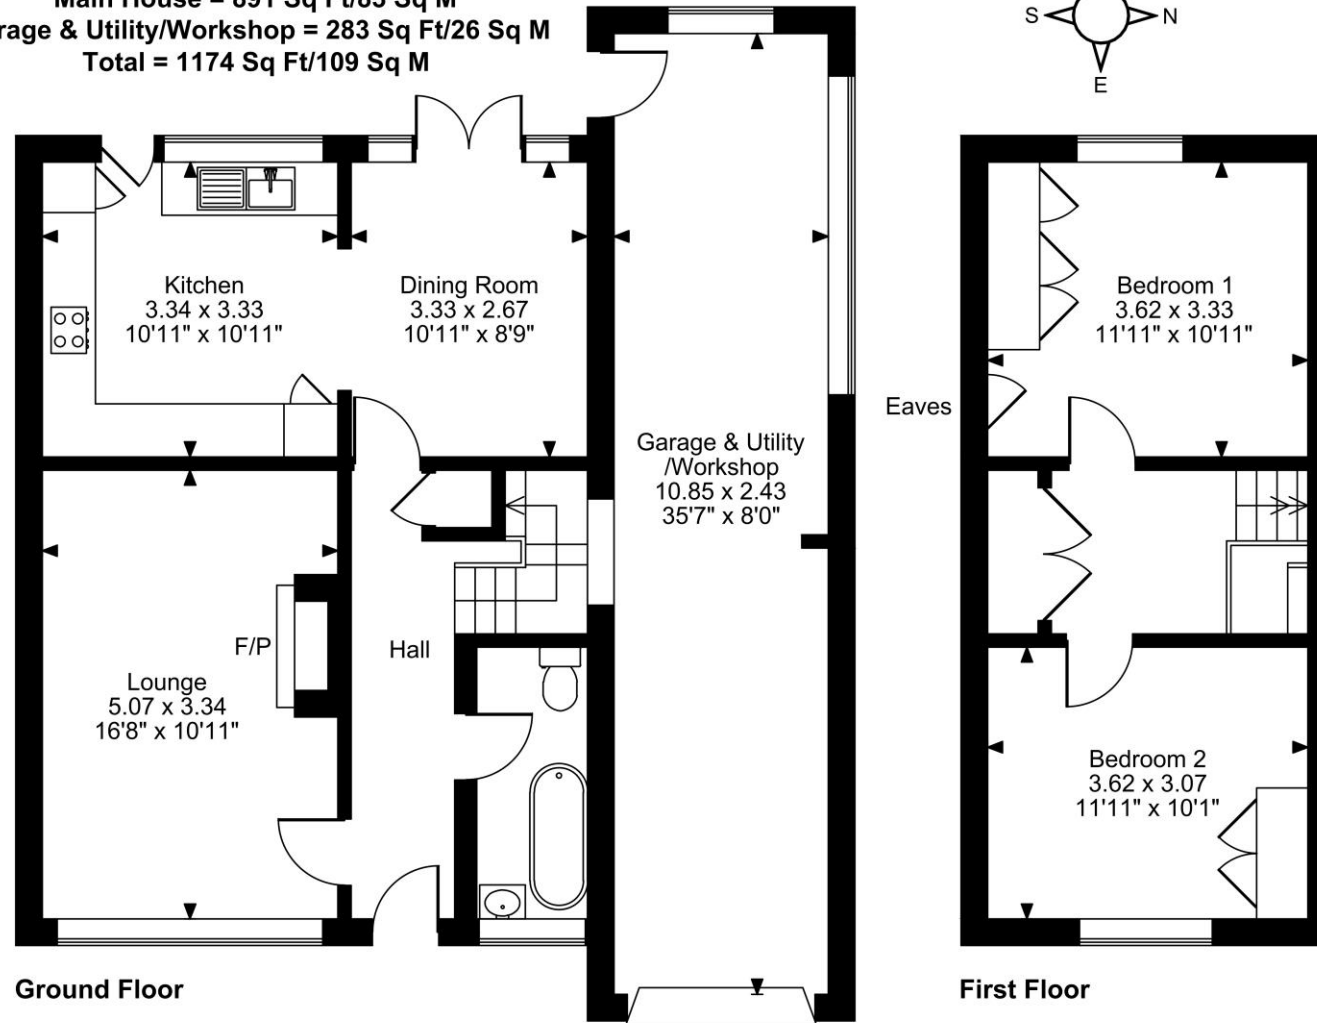 Main House = 891 Sq Ft/83 Sq M
rage & Utility/Workshop = 283 Sq Ft/26 Sq M
Total = 1174 Sq Ft/109 Sq M
S
N
E
Kitchen
3.34 x 3.33
10'11" x 10'11"
Dining Room
3.33 x 2.67
10'11" x 8'9"
Bedroom 1
3.62 x 3.33
11'11" x 10'11"
Eaves
Garage & Utility
/Workshop
10.85 x 2.43
35'7" x 8'0"
F/P
Hall
Lounge
5.07 x 3.34
16'8" x 10'11"
Bedroom 2
3.62 x 3.07
11'11" x 10'1"
Ground Floor
First Floor